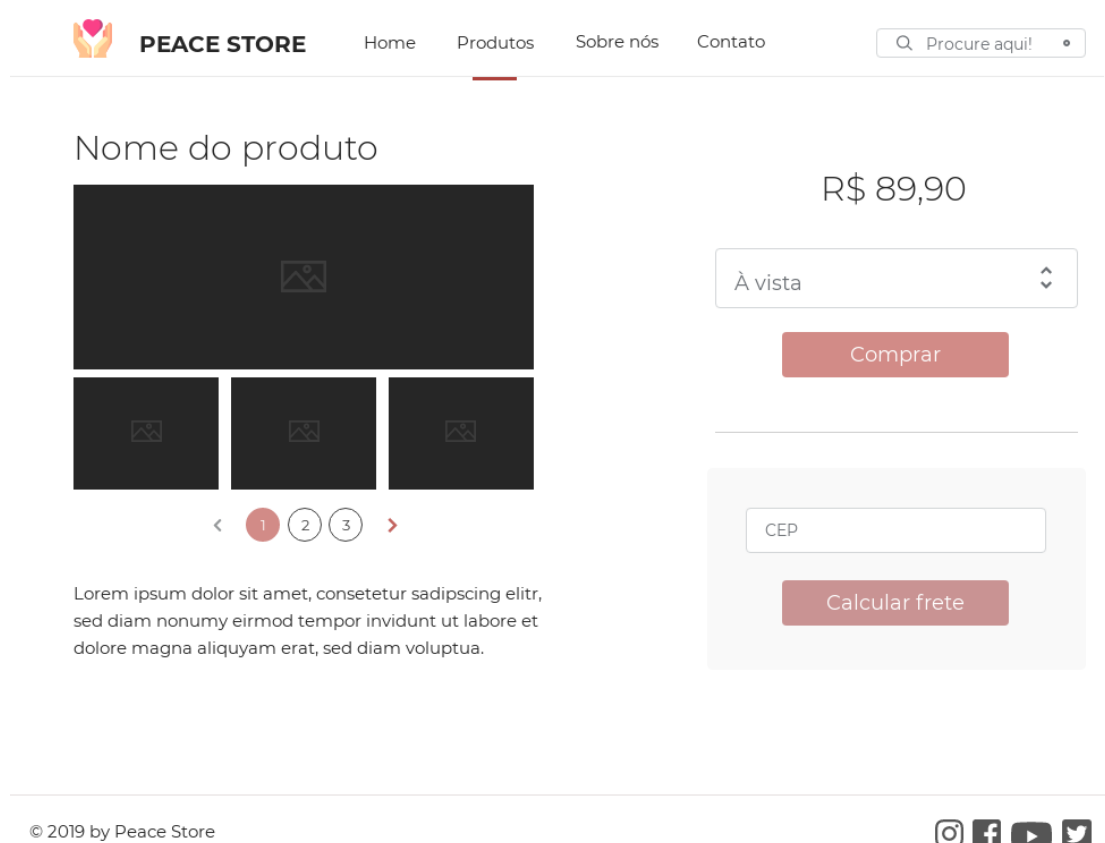 PEACE STORE
Home
Produtos
Sobre nós
Contato
Procure aqui!
Nome do produto
R$ 89,90
À vista
Comprar
1
2
3
CEP
Calcular frete
Lorem ipsum dolor sit amet, consetetur sadipscing elitr,
sed diam nonumy eirmod tempor invidunt ut labore et
dolore magna aliquyam erat, sed diam voluptua.
© 2019 by Peace Store